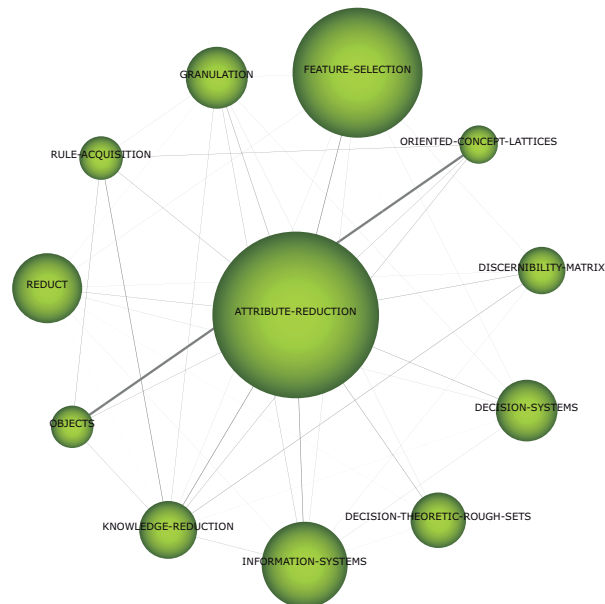 FEATURE-SELECTION
GRANULATION
ORIENTED-CONCEPT-LATTICES
RULE-ACQUISITION
DISCERNIBILITY-MATRIX
REDUCT
ATTRIBUTE-REDUCTION
DECISION-SYSTEMS
OBJECTS
DECISION-THEORETIC-ROUGH-SETS
KNOWLEDGE-REDUCTION
INFORMATION-SYSTEMS